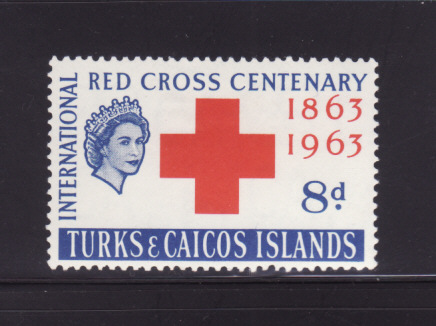 INTERNATIONAL
RED CROSS CENTENARY
1863
1963
8d.
TURKS & CAICOS ISLANDS